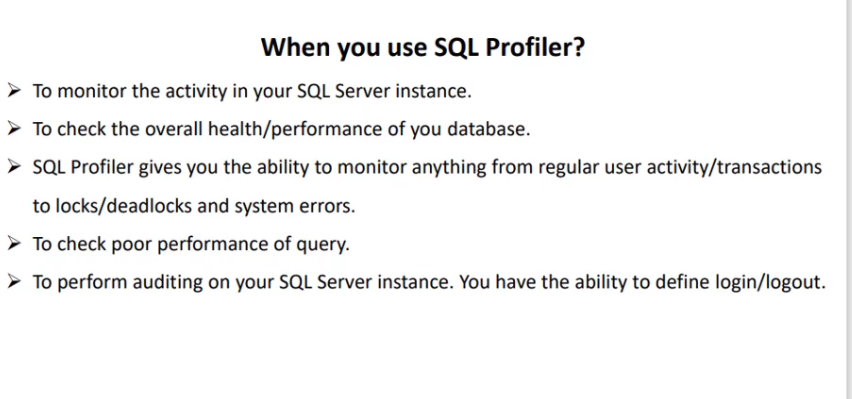 When you use SQL Profiler?
➢ To monitor the activity in your SQL Server instance.
➢ To check the overall health/performance of you database.
➢ SQL Profiler gives you the ability to monitor anything from regular user activity/transactions
to locks/deadlocks and system errors.
➢ To check poor performance of query.
➢ To perform auditing on your SQL Server instance. You have the ability to define login/logout.